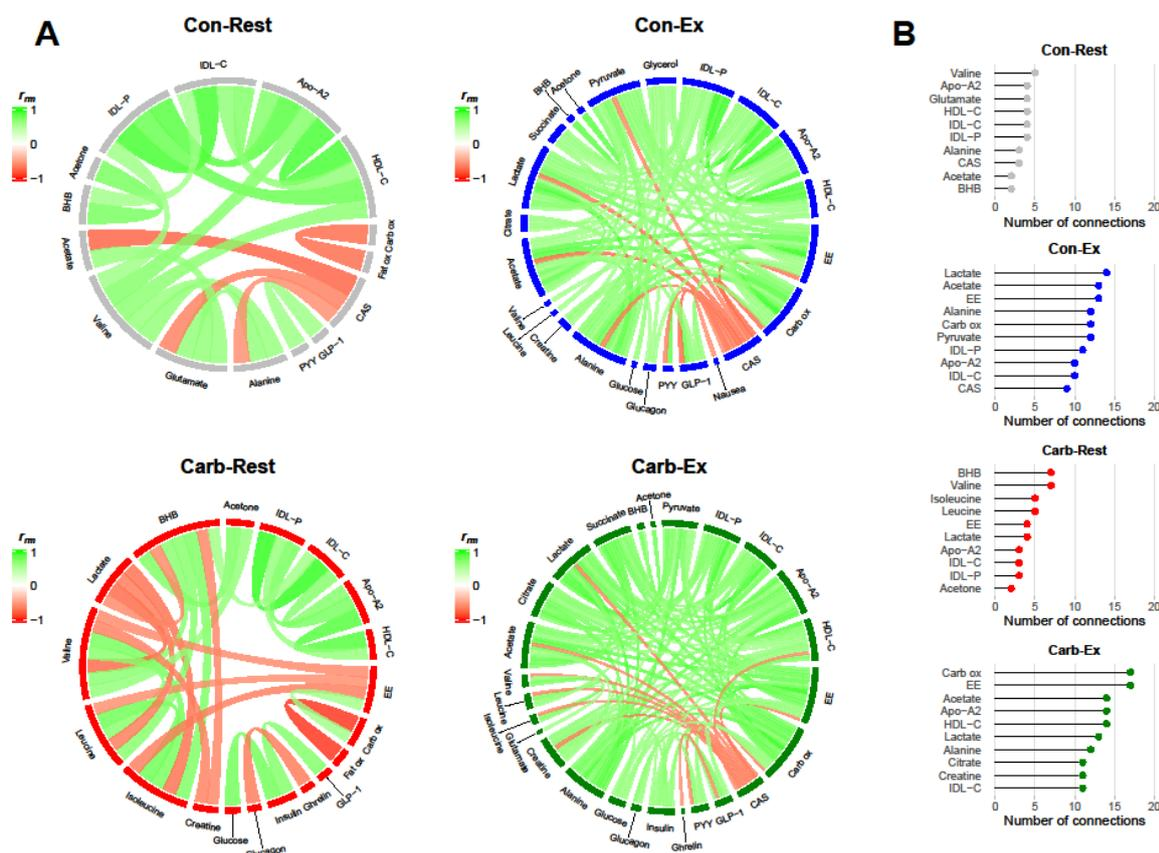 A
Con-Rest
r_rm
1
0
−1
IDL−C
Apo−A2
HDL−C
Carb ox
Fat ox
CAS
GLP−1
PYY
Alanine
Glutamate
Valine
Acetate
BHB
Acetone
IDL−P
Con-Ex
r_rm
1
0
−1
Glycerol
IDL−P
IDL−C
Apo−A2
HDL−C
EE
Carb ox
CAS
Nausea
GLP−1
PYY
Glucagon
Glucose
Alanine
Creatine
Leucine
Valine
Acetate
Citrate
Lactate
Succinate
BHB
Acetone
Pyruvate
Carb-Rest
r_rm
1
0
−1
Acetone
IDL−P
IDL−C
Apo−A2
HDL−C
EE
Carb ox
Fat ox
GLP−1
Ghrelin
Insulin
Glucagon
Glucose
Creatine
Isoleucine
Leucine
Valine
Lactate
BHB
Carb-Ex
r_rm
1
0
−1
Acetone
Pyruvate
IDL−P
IDL−C
Apo−A2
HDL−C
EE
Carb ox
CAS
GLP−1
PYY
Ghrelin
Insulin
Glucagon
Glucose
Alanine
Creatine
Glutamate
Isoleucine
Leucine
Valine
Acetate
Citrate
Lactate
Succinate
BHB
B
Con-Rest
Valine
Apo−A2
Glutamate
HDL−C
IDL−C
IDL−P
Alanine
CAS
Acetate
BHB
0 5 10 15 20
Number of connections
Con-Ex
Lactate
Acetate
EE
Alanine
Carb ox
Pyruvate
IDL−P
Apo−A2
IDL−C
CAS
0 5 10 15 20
Number of connections
Carb-Rest
BHB
Valine
Isoleucine
Leucine
EE
Lactate
Apo−A2
IDL−C
IDL−P
Acetone
0 5 10 15 20
Number of connections
Carb-Ex
Carb ox
EE
Acetate
Apo−A2
HDL−C
Lactate
Alanine
Citrate
Creatine
IDL−C
0 5 10 15 20
Number of connections